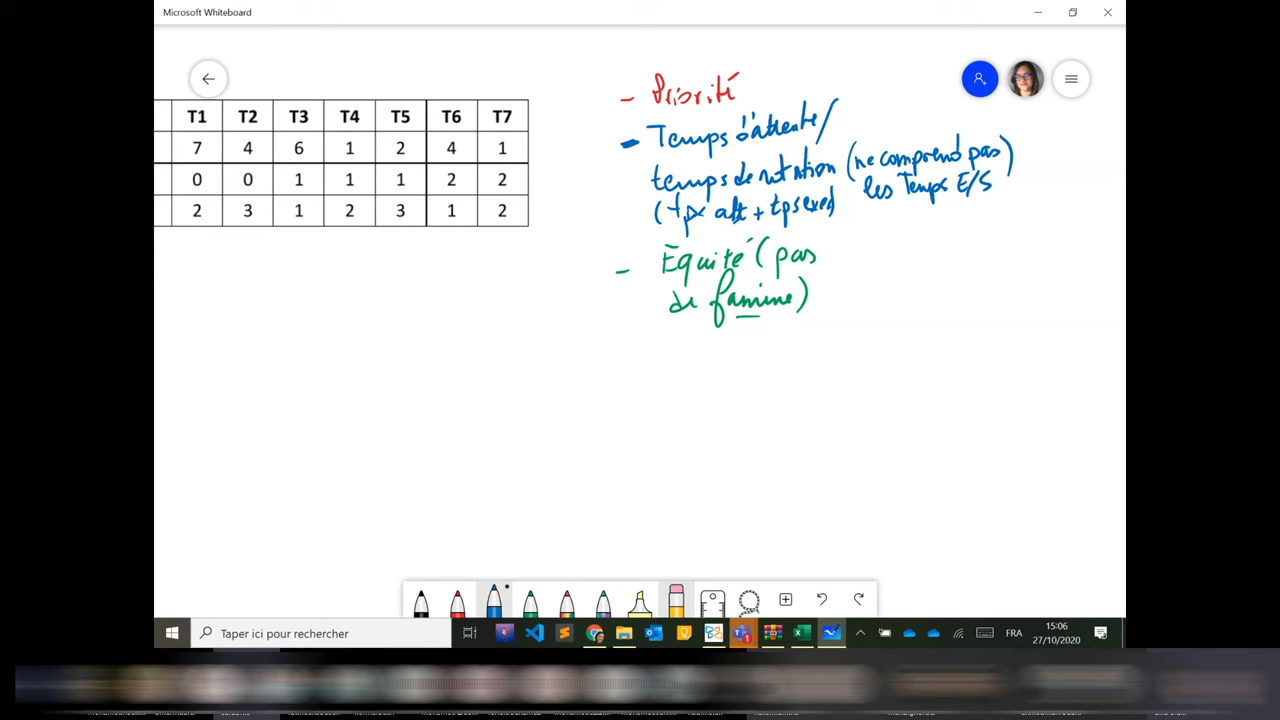 Microsoft Whiteboard
T1 T2 T3 T4 T5 T6 T7
7 4 6 1 2 4 1
0 0 1 1 1 2 2
2 3 1 2 3 1 2
- Priorité
- Temps d'attente/
temps de rotation (ne comprend pas
les Temps E/S)
(tps att + tps exec)
- Équité (pas
de famine)
Taper ici pour rechercher
FRA
15:06
27/10/2020